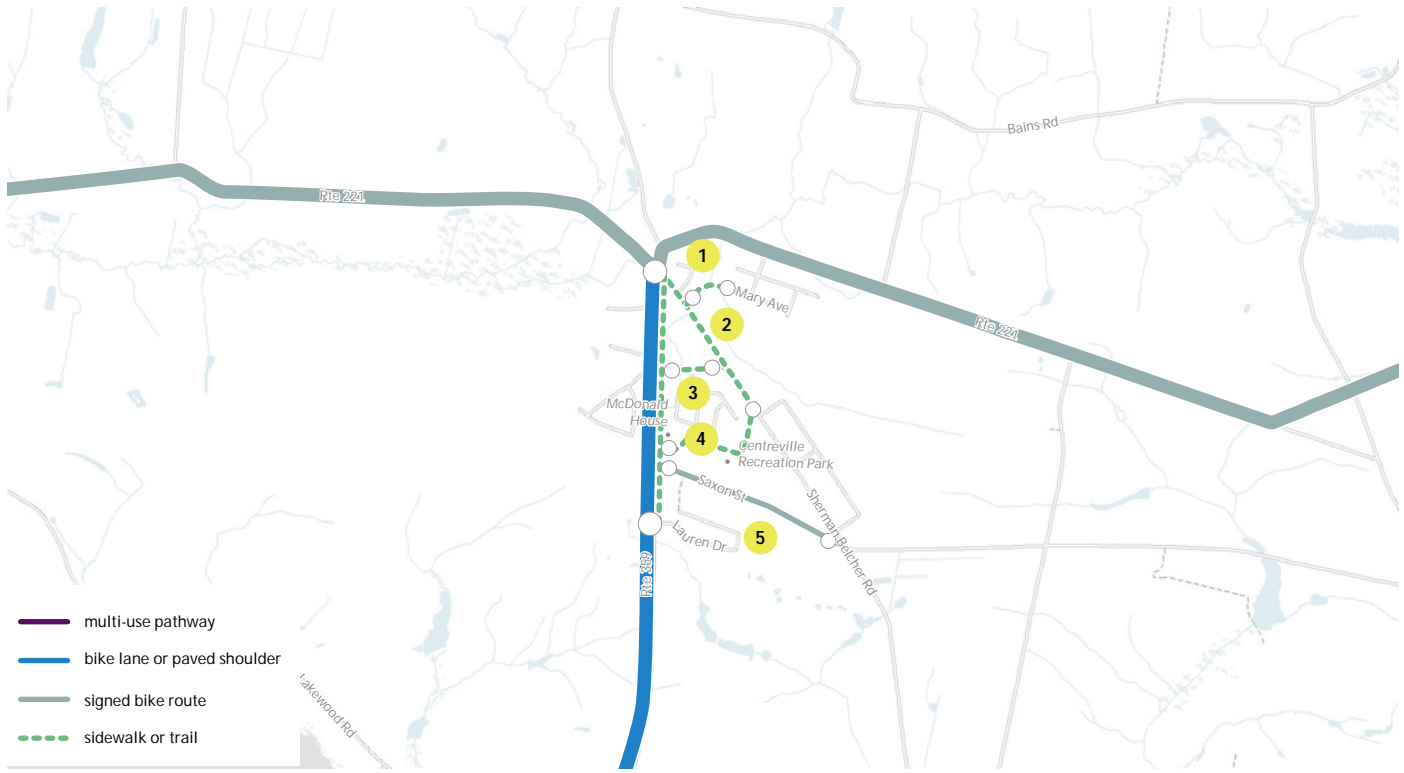 Bains Rd
Rte 221
1
Mary Ave
2
Rte 221
3
McDonald
House
4
Centreville
Recreation Park
Saxon St
Sherman Belcher Rd
5
Lauren Dr
Rte 359
multi-use pathway
bike lane or paved shoulder
signed bike route
sidewalk or trail
Lakewood Rd